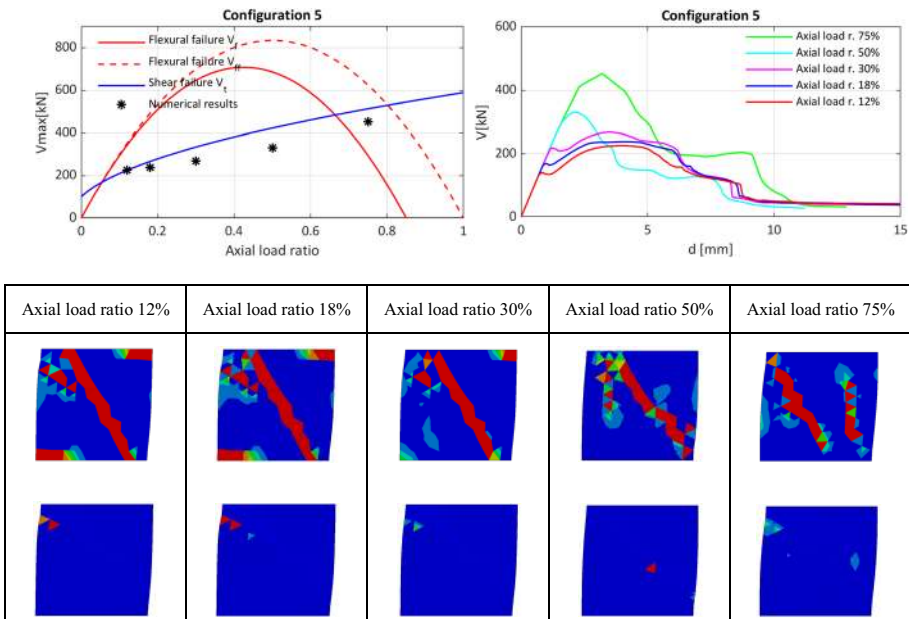 Configuration 5
Vmax[kN]
800
600
400
200
0
Flexural failure V_f
Flexural failure V_ff
Shear failure V_t
Numerical results
0 0.2 0.4 0.6 0.8 1
Axial load ratio
Configuration 5
V[kN]
600
400
200
0
Axial load r. 75%
Axial load r. 50%
Axial load r. 30%
Axial load r. 18%
Axial load r. 12%
0 5 10 15
d [mm]
Axial load ratio 12% Axial load ratio 18% Axial load ratio 30% Axial load ratio 50% Axial load ratio 75%